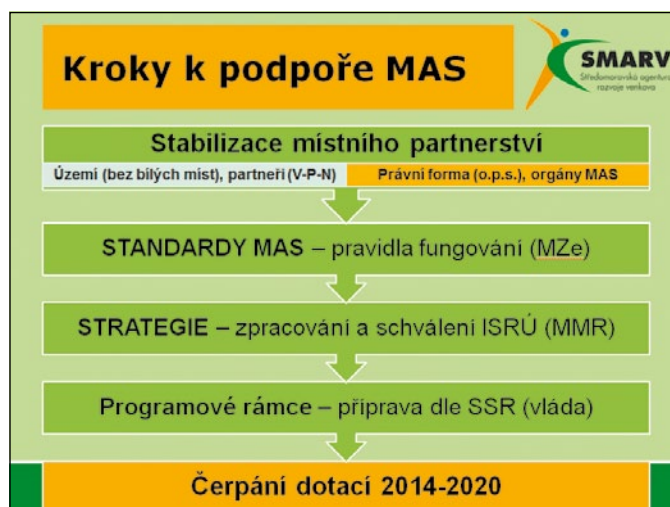 Kroky k podpoře MAS
SMARV
Středomoravská agentura
rozvoje venkova
Stabilizace místního partnerství
Území (bez bílých míst), partneři (V-P-N)
Právní forma (o.p.s.), orgány MAS
STANDARDY MAS – pravidla fungování (MZe)
STRATEGIE – zpracování a schválení ISRÚ (MMR)
Programové rámce – příprava dle SSR (vláda)
Čerpání dotací 2014-2020